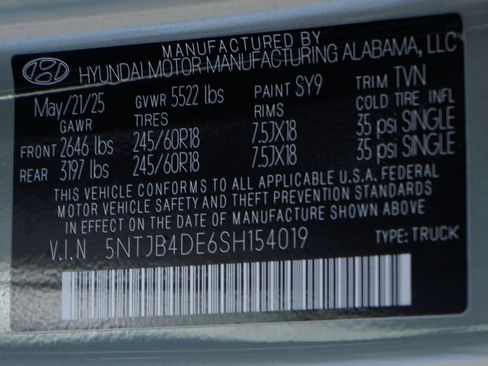 MANUFACTURED BY
HYUNDAI MOTOR MANUFACTURING ALABAMA, LLC
May/21/25 GVWR 5522 lbs PAINT SY9 TRIM TVN
GAWR TIRES RIMS COLD TIRE INFL
FRONT 2646 lbs 245/60R18 7.5JX18 35 psi SINGLE
REAR 3197 lbs 245/60R18 7.5JX18 35 psi SINGLE
THIS VEHICLE CONFORMS TO ALL APPLICABLE U.S.A. FEDERAL
MOTOR VEHICLE SAFETY AND THEFT PREVENTION STANDARDS
IN EFFECT ON THE DATE OF MANUFACTURE SHOWN ABOVE
V.I.N 5NTJB4DE6SH154019 TYPE: TRUCK